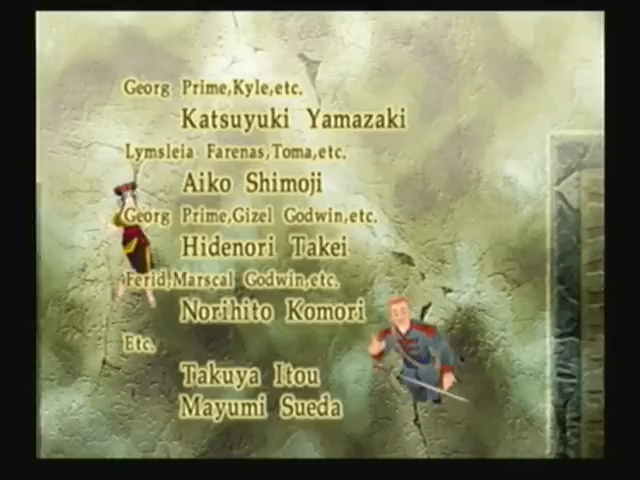 Georg Prime,Kyle,etc.
Katsuyuki Yamazaki
Lymsleia Farenas,Toma,etc.
Aiko Shimoji
Georg Prime,Gizel Godwin,etc.
Hidenori Takei
Ferid,Marscal Godwin,etc.
Norihito Komori
Etc.
Takuya Itou
Mayumi Sueda